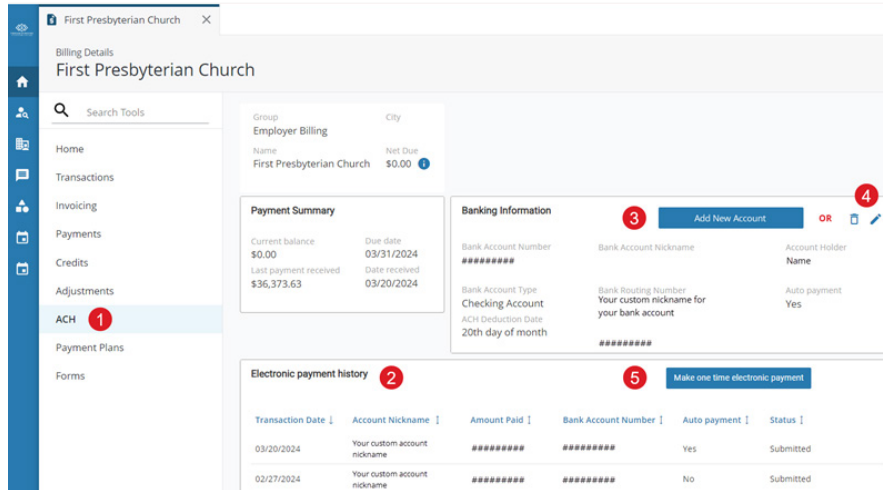 First Presbyterian Church
Billing Details
First Presbyterian Church
Search Tools
Home
Transactions
Invoicing
Payments
Credits
Adjustments
ACH 1
Payment Plans
Forms
Group City
Employer Billing
Name Net Due
First Presbyterian Church $0.00
Payment Summary
Current balance Due date
$0.00 03/31/2024
Last payment received Date received
$36,373.63 03/20/2024
Banking Information 3 Add New Account OR 4
Bank Account Number Bank Account Nickname Account Holder
######### Name
Bank Account Type Bank Routing Number Auto payment
Checking Account Your custom nickname for Yes
your bank account
ACH Deduction Date
20th day of month
#########
Electronic payment history 2 5 Make one time electronic payment
Transaction Date Account Nickname Amount Paid Bank Account Number Auto payment Status
03/20/2024 Your custom account nickname ######### ######### Yes Submitted
02/27/2024 Your custom account nickname ######### ######### No Submitted